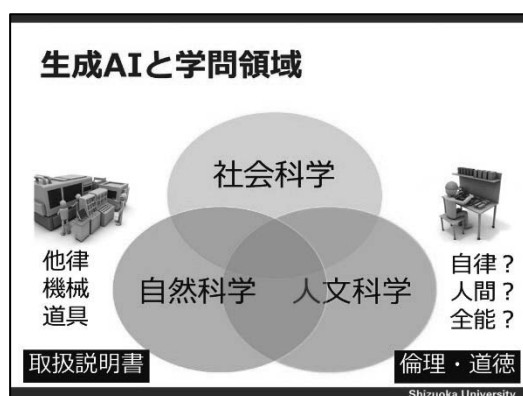 生成AIと学問領域
社会科学
自然科学
人文科学
他律
機械
道具
取扱説明書
自律？
人間？
全能？
倫理・道徳
Shizuoka University